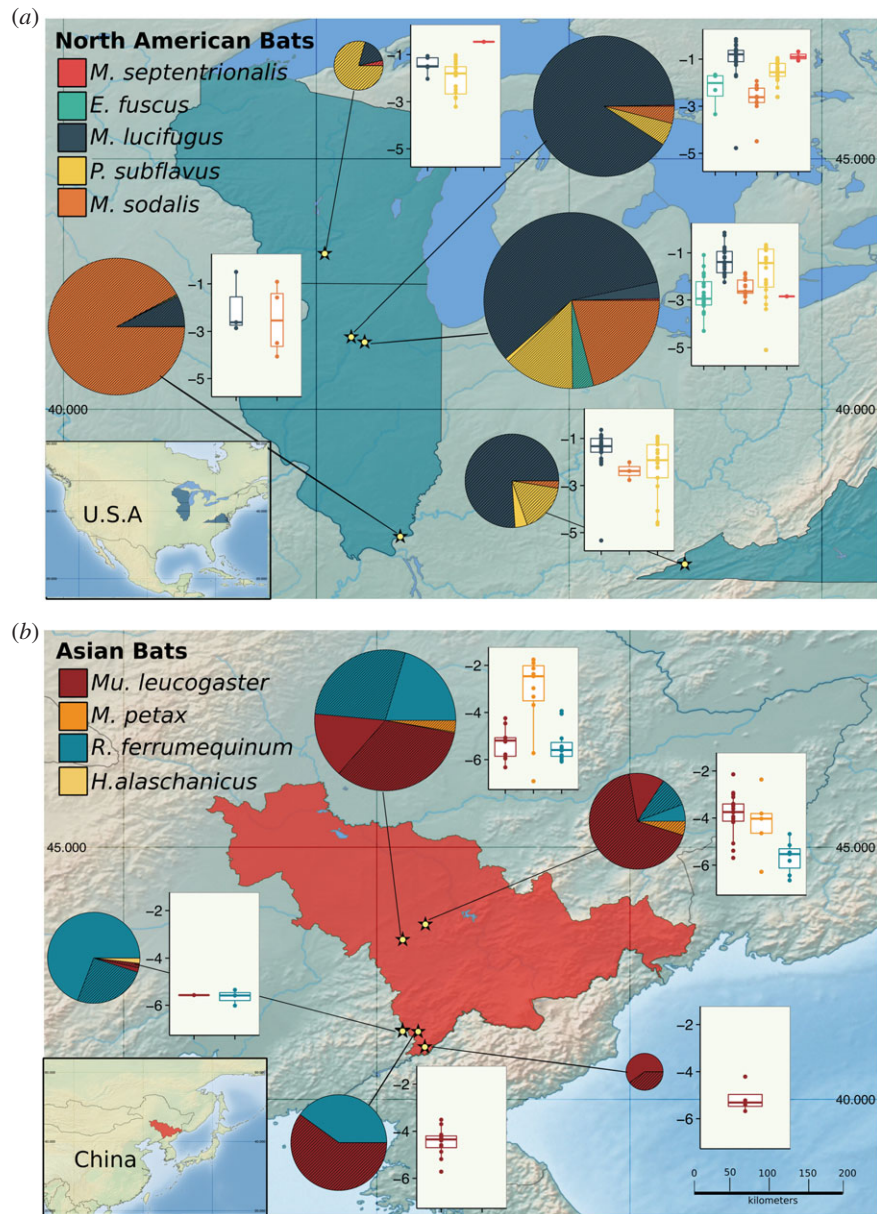 (a)
North American Bats
M. septentrionalis
E. fuscus
M. lucifugus
P. subflavus
M. sodalis
-1
-3
-5
-1
-3
-5
45.000
45.000
-1
-3
-5
-1
-3
-5
40.000
40.000
-1
-3
-5
U.S.A
(b)
Asian Bats
Mu. leucogaster
M. petax
R. ferrumequinum
H.alaschanicus
-2
-4
-6
-2
-4
-6
45.000
45.000
-2
-4
-6
-2
-4
-6
-2
-4
-6
40.000
China
0 50 100 150 200
kilometers